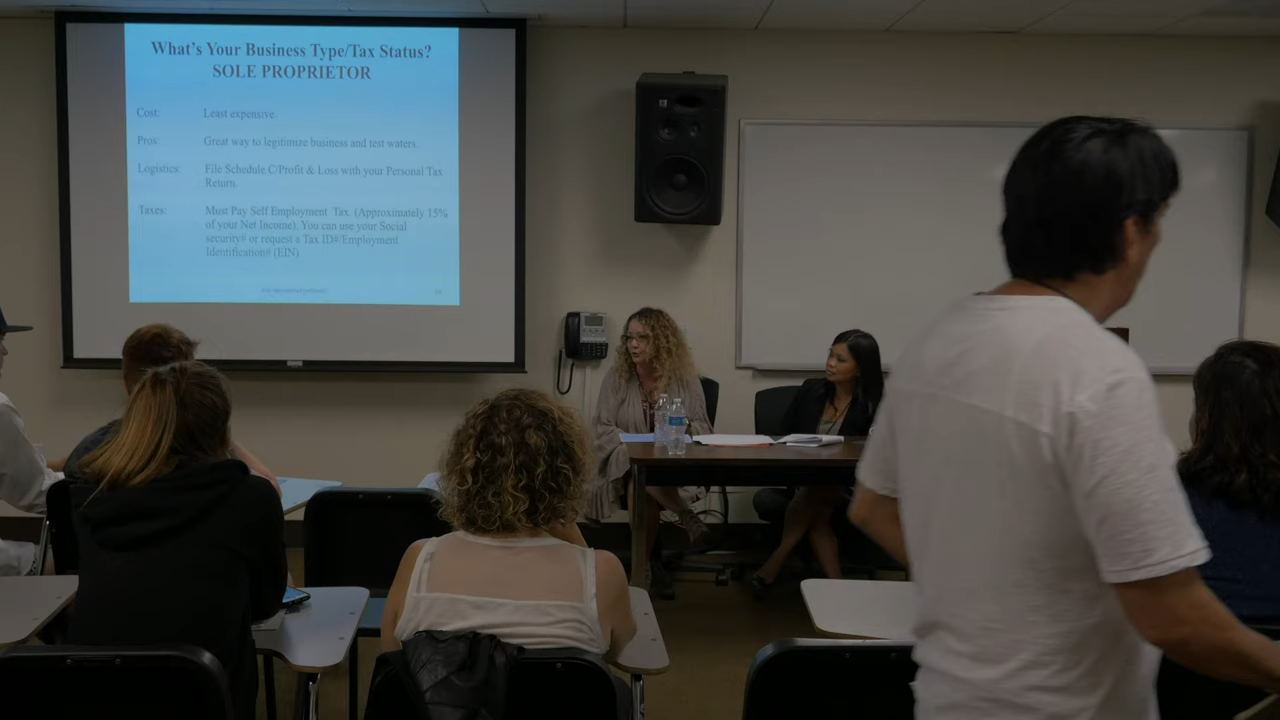 What's Your Business Type/Tax Status?
SOLE PROPRIETOR
Cost: Least expensive.
Pros: Great way to legitimize business and test waters.
Logistics: File Schedule C/Profit & Loss with your Personal Tax
Return.
Taxes: Must Pay Self Employment Tax. (Approximately 15%
of your Net Income). You can use your Social
security# or request a Tax ID#/Employment
Identification# (EIN)